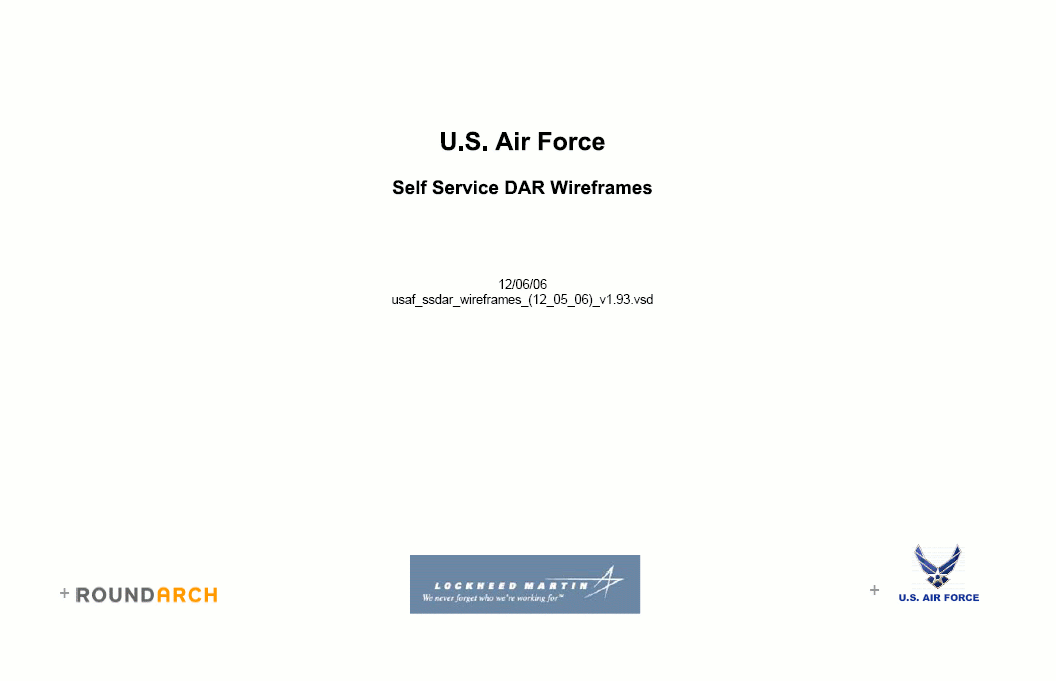 U.S. Air Force
Self Service DAR Wireframes
12/06/06
usaf_ssdar_wireframes_(12_05_06)_v1.93.vsd
+ ROUNDARCH
LOCKHEED MARTIN
We never forget who we're working for™
+
U.S. AIR FORCE